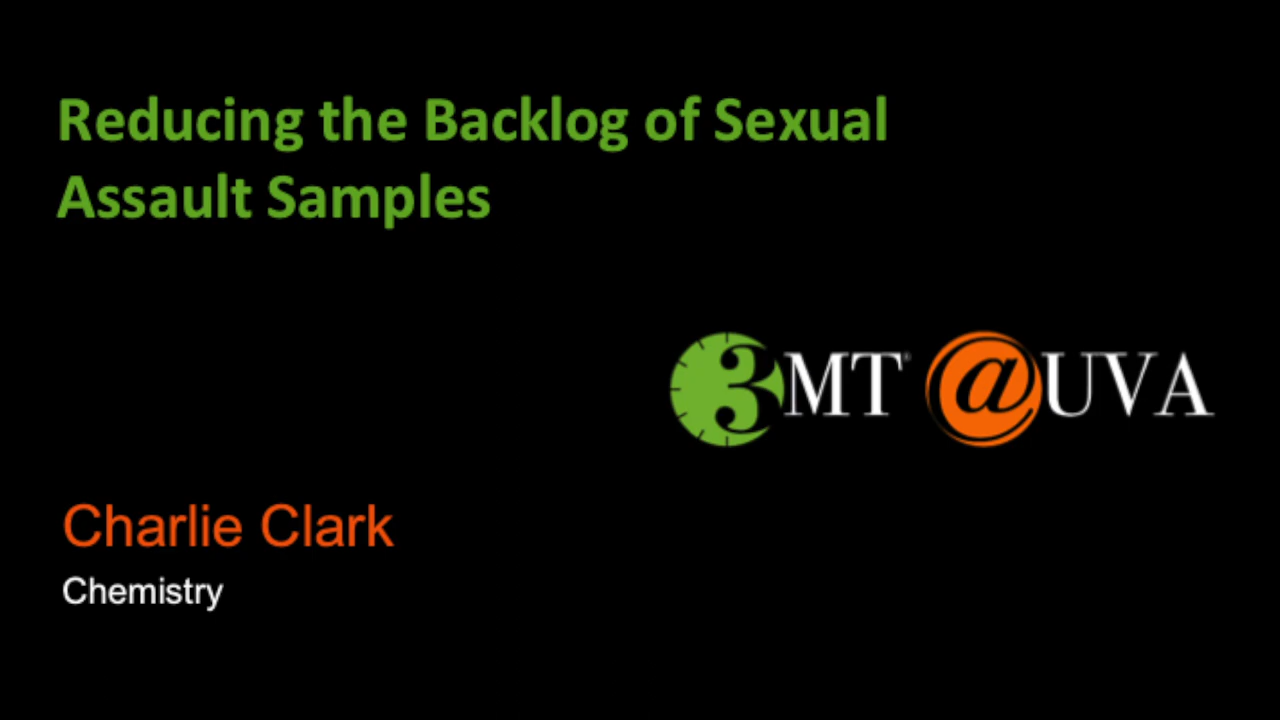 Reducing the Backlog of Sexual
Assault Samples
3MT® @UVA
Charlie Clark
Chemistry